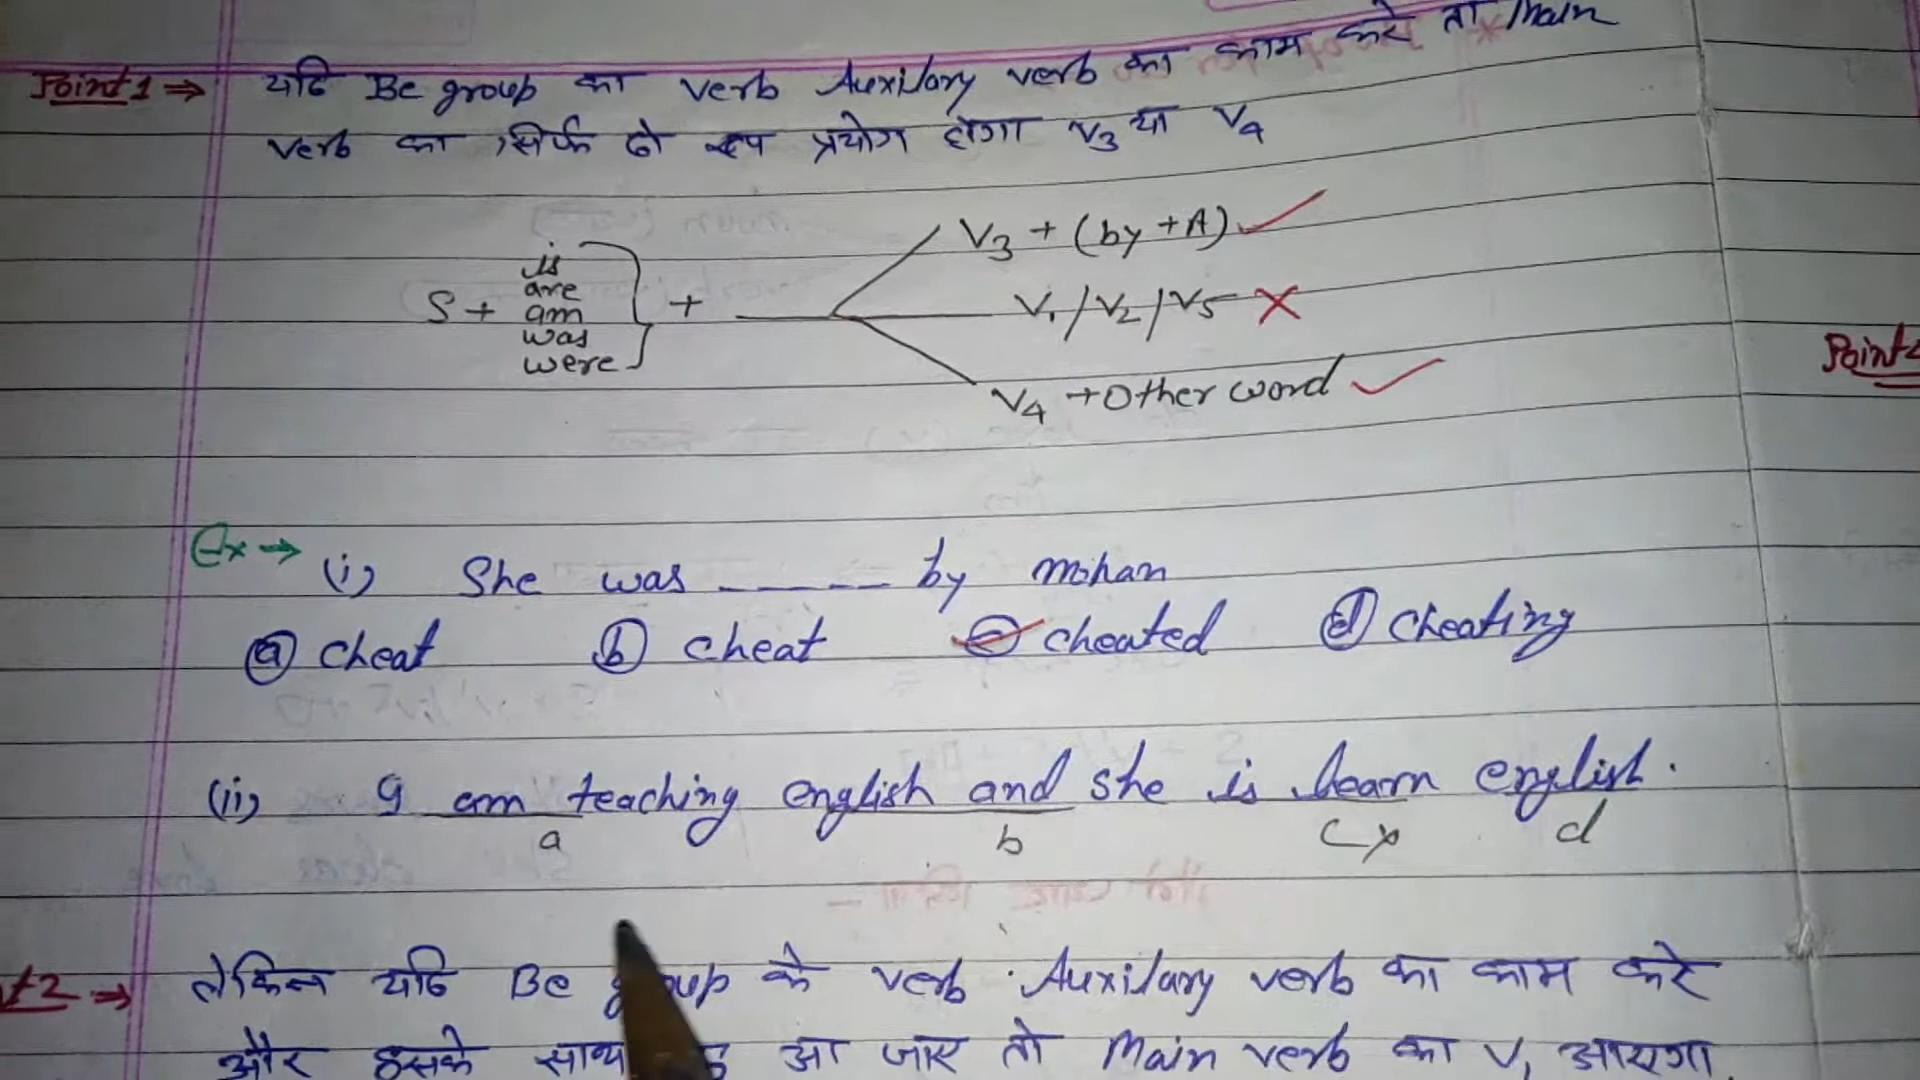 Point 1 ⇒ यदि Be group का verb Auxilary verb का काम करे तो Main
verb का सिर्फ दो रूप प्रयोग होगा V3 या V4
V3 + (by + A) ✓
is
are
S + am + V1 / V2 / V5 ✗
was
were
V4 + Other word ✓
Point
Ex → (i) She was ---- by mohan
(a) cheat (b) cheat (c) cheated (d) cheating
(ii) I am teaching english and she is learn english.
a b c x d
t2 ⇒ लेकिन यदि Be group के verb Auxilary verb का काम करे
और इसके साथ आ जाए तो Main verb का V1 आएगा